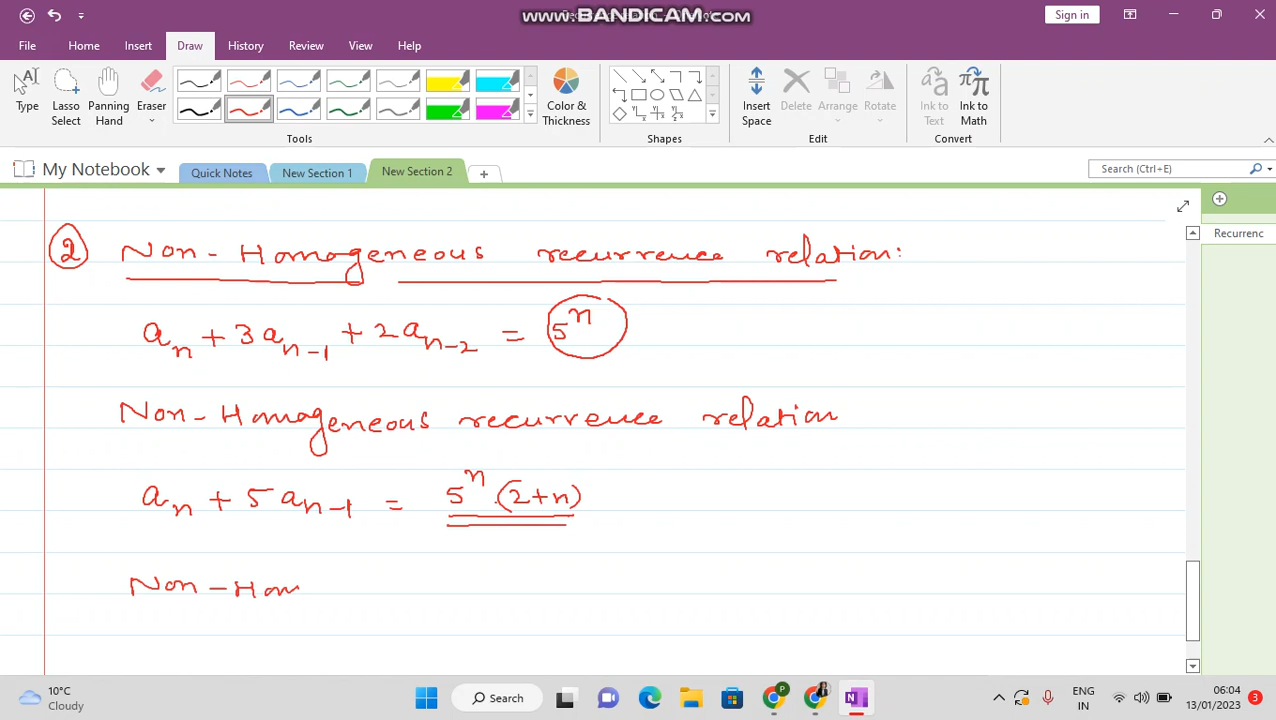 www.BANDICAM.com
Sign in
File Home Insert Draw History Review View Help
Type Lasso Select Panning Hand Eraser Color & Thickness Insert Space Delete Arrange Rotate Ink to Text Ink to Math
Tools Shapes Edit Convert
My Notebook Quick Notes New Section 1 New Section 2 + Search (Ctrl+E)
Recurrenc
② Non-Homogeneous recurrence relation:
aₙ + 3aₙ₋₁ + 2aₙ₋₂ = 5ⁿ
Non-Homogeneous recurrence relation
aₙ + 5aₙ₋₁ = 5ⁿ.(2+n)
Non-Hom
10°C
Cloudy
Search
ENG
IN
06:04
13/01/2023
3